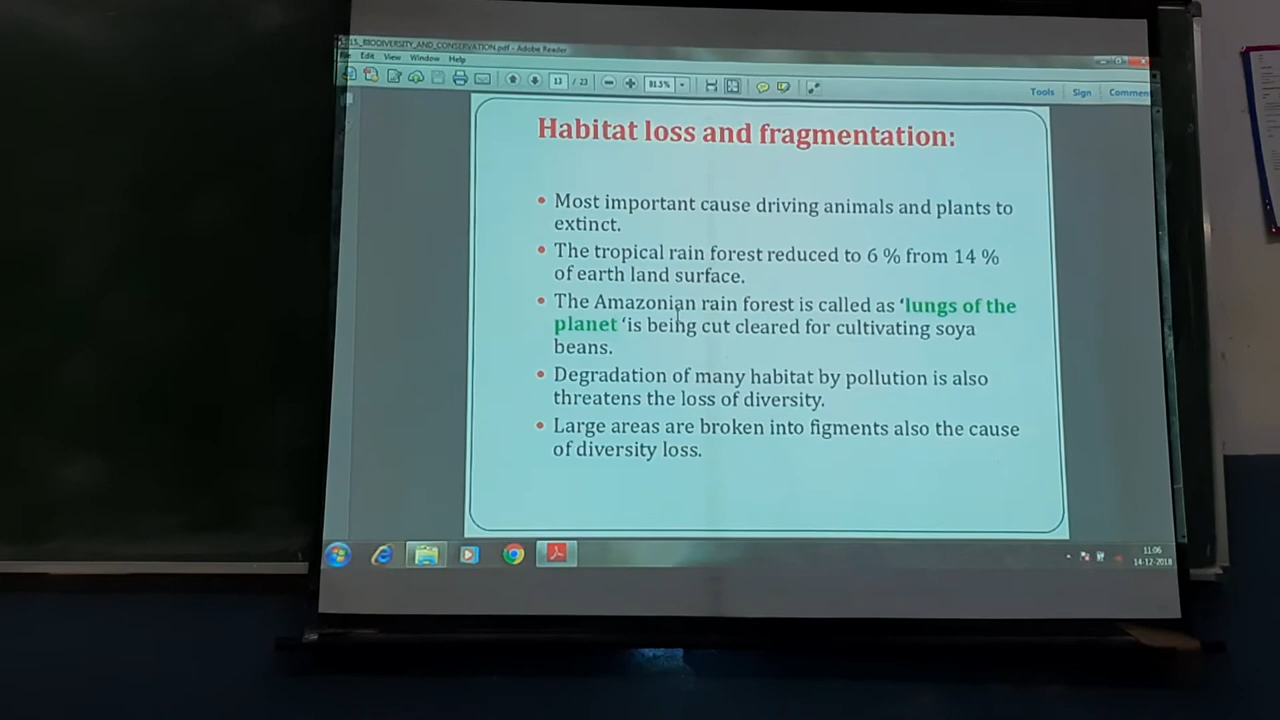 15._BIODIVERSITY_AND_CONSERVATION.pdf - Adobe Reader
File Edit View Window Help
13 / 23 81.5% Tools Sign Comment
Habitat loss and fragmentation:
• Most important cause driving animals and plants to
extinct.
• The tropical rain forest reduced to 6 % from 14 %
of earth land surface.
• The Amazonian rain forest is called as ‘lungs of the
planet ‘is being cut cleared for cultivating soya
beans.
• Degradation of many habitat by pollution is also
threatens the loss of diversity.
• Large areas are broken into figments also the cause
of diversity loss.
11:06
14-12-2018